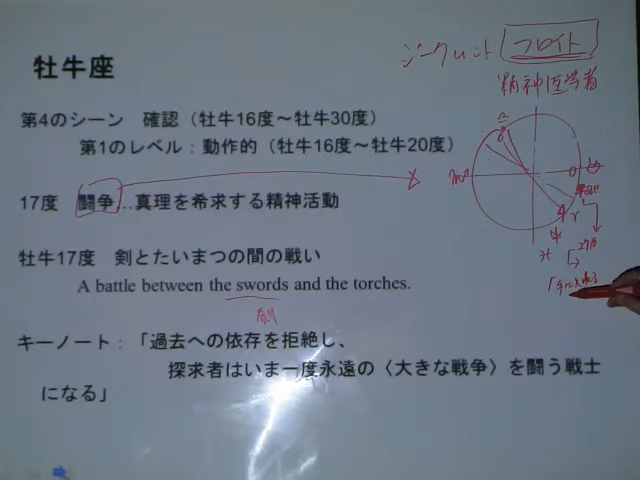 牡牛座
ジークムント フロイト
精神医学者
第4のシーン 確認(牡牛16度～牡牛30度)
第1のレベル：動作的(牡牛16度～牡牛20度)
17度 闘争…真理を希求する精神活動
牡牛17度 剣とたいまつの間の戦い
A battle between the swords and the torches.
キーノート：「過去への依存を拒絶し、
探求者はいま一度永遠の〈大きな戦争〉を闘う戦士
になる」